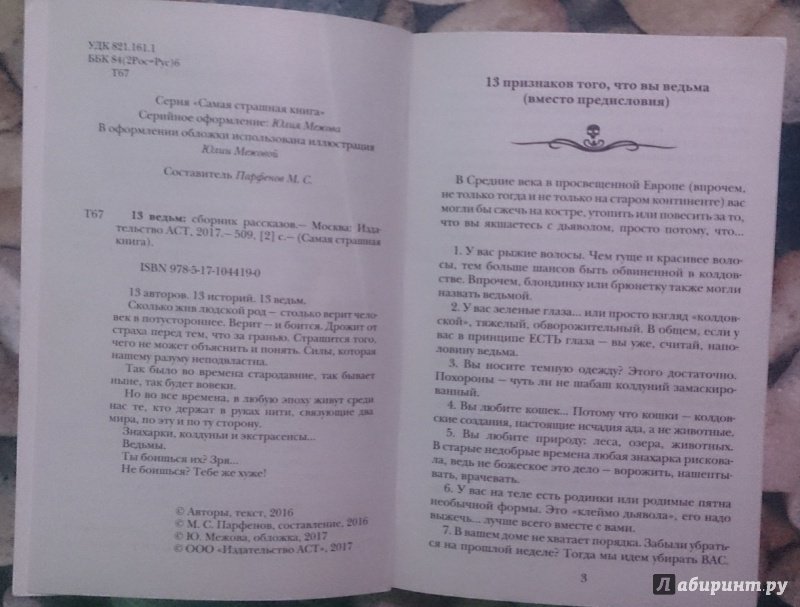 УДК 821.161.1
ББК 84(2Рос=Рус)6
Т67
Серия «Самая страшная книга»
Серийное оформление: Юлия Межова
В оформлении обложки использована иллюстрация
Юлии Межовой
Составитель Парфенов М. С.
Т67 13 ведьм: сборник рассказов.– Москва: Изда-
тельство АСТ, 2017.– 509, [2] с.– (Самая страшная
книга).
ISBN 978-5-17-104419-0
13 авторов. 13 историй. 13 ведьм.
Сколько жив людской род – столько верит чело-
век в потустороннее. Верит – и боится. Дрожит от
страха перед тем, что за гранью. Страшится того,
чего не может объяснить и понять. Силы, которая
нашему разуму неподвластна.
Так было во времена стародавние, так бывает
ныне, так будет вовеки.
Но во все времена, в любую эпоху живут среди
нас те, кто держат в руках нити, связующие два
мира, по эту и по ту сторону.
Знахарки, колдуньи и экстрасенсы...
Ведьмы.
Ты боишься их? Зря...
Не боишься? Тебе же хуже!
© Авторы, текст, 2016
© М. С. Парфенов, составление, 2016
© Ю. Межова, обложка, 2017
© ООО «Издательство АСТ», 2017
13 признаков того, что вы ведьма
(вместо предисловия)
В Средние века в просвещенной Европе (впрочем,
не только тогда и не только на старом континенте) вас
могли бы сжечь на костре, утопить или повесить за то,
что вы якшаетесь с дьяволом, просто потому, что...
1. У вас рыжие волосы. Чем гуще и красивее воло-
сы, тем больше шансов быть обвиненной в колдов-
стве. Впрочем, блондинку или брюнетку также могли
назвать ведьмой.
2. У вас зеленые глаза... или просто взгляд «колдов-
ской», тяжелый, обворожительный. В общем, если у
вас в принципе ЕСТЬ глаза – вы уже, считай, напо-
ловину ведьма.
3. Вы носите темную одежду? Этого достаточно.
Похороны – чуть ли не шабаш колдуний замаскиро-
ванный.
4. Вы любите кошек... Потому что кошки – колдов-
ские создания, настоящие исчадия ада, а не животные.
5. Вы любите природу: леса, озера, животных.
В старые недобрые времена любая знахарка рискова-
ла, ведь не божеское это дело – ворожить, нашепты-
вать, врачевать.
6. У вас на теле есть родинки или родимые пятна
необычной формы. Это «клеймо дьявола», его надо
выжечь... лучше всего вместе с вами.
7. В вашем доме не хватает порядка. Забыли убрать-
ся на прошлой неделе? Тогда мы идем убирать ВАС.
3
Лабиринт.ру